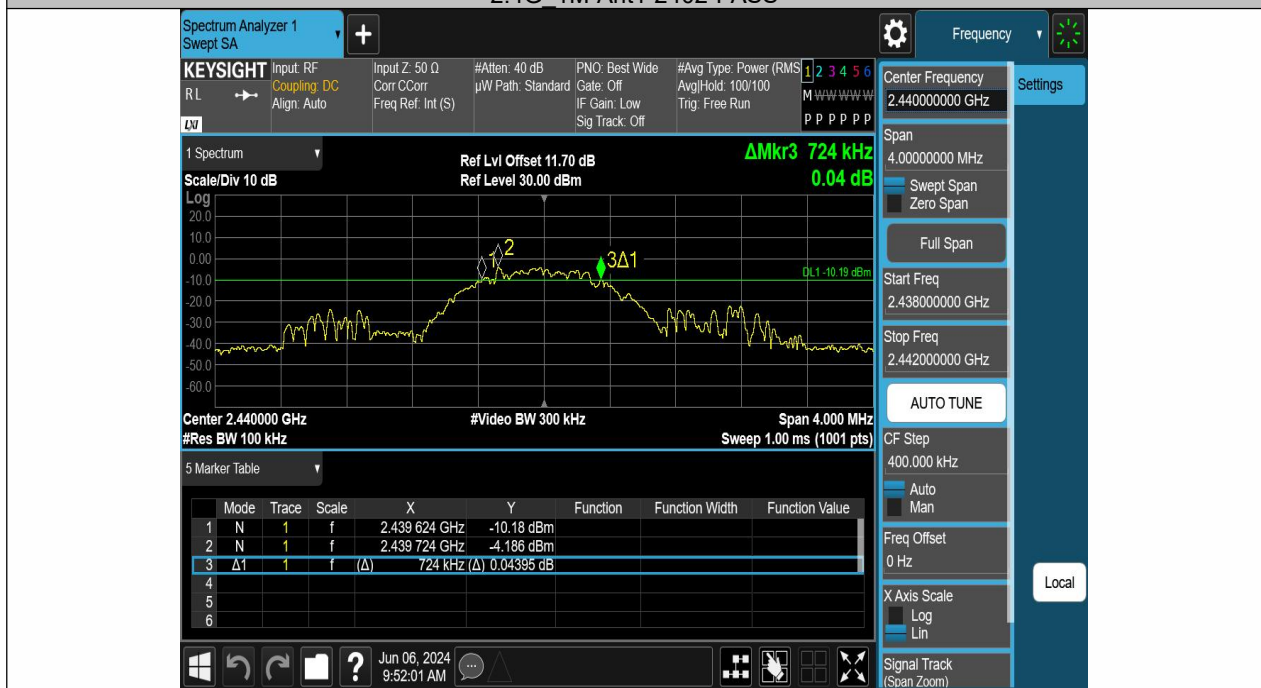 Spectrum Analyzer 1
Swept SA
+
Frequency
KEYSIGHT
RL
LXI
Input: RF
Coupling: DC
Align: Auto
Input Z: 50 Ω
Corr CCorr
Freq Ref: Int (S)
#Atten: 40 dB
µW Path: Standard
PNO: Best Wide
Gate: Off
IF Gain: Low
Sig Track: Off
#Avg Type: Power (RMS
Avg|Hold: 100/100
Trig: Free Run
1 2 3 4 5 6
M W W W W W
P P P P P P
1 Spectrum
Scale/Div 10 dB
Ref Lvl Offset 11.70 dB
Ref Level 30.00 dBm
ΔMkr3 724 kHz
0.04 dB
Log
20.0
10.0
0.00
-10.0
-20.0
-30.0
-40.0
-50.0
-60.0
1
2
3Δ1
DL1 -10.19 dBm
Center 2.440000 GHz
#Video BW 300 kHz
Span 4.000 MHz
#Res BW 100 kHz
Sweep 1.00 ms (1001 pts)
5 Marker Table
Mode Trace Scale X Y Function Function Width Function Value
1 N 1 f 2.439 624 GHz -10.18 dBm
2 N 1 f 2.439 724 GHz -4.186 dBm
3 Δ1 1 f (Δ) 724 kHz (Δ) 0.04395 dB
4
5
6
?
Jun 06, 2024
9:52:01 AM
Center Frequency
2.440000000 GHz
Settings
Span
4.00000000 MHz
Swept Span
Zero Span
Full Span
Start Freq
2.438000000 GHz
Stop Freq
2.442000000 GHz
AUTO TUNE
CF Step
400.000 kHz
Auto
Man
Freq Offset
0 Hz
X Axis Scale
Log
Lin
Local
Signal Track
(Span Zoom)